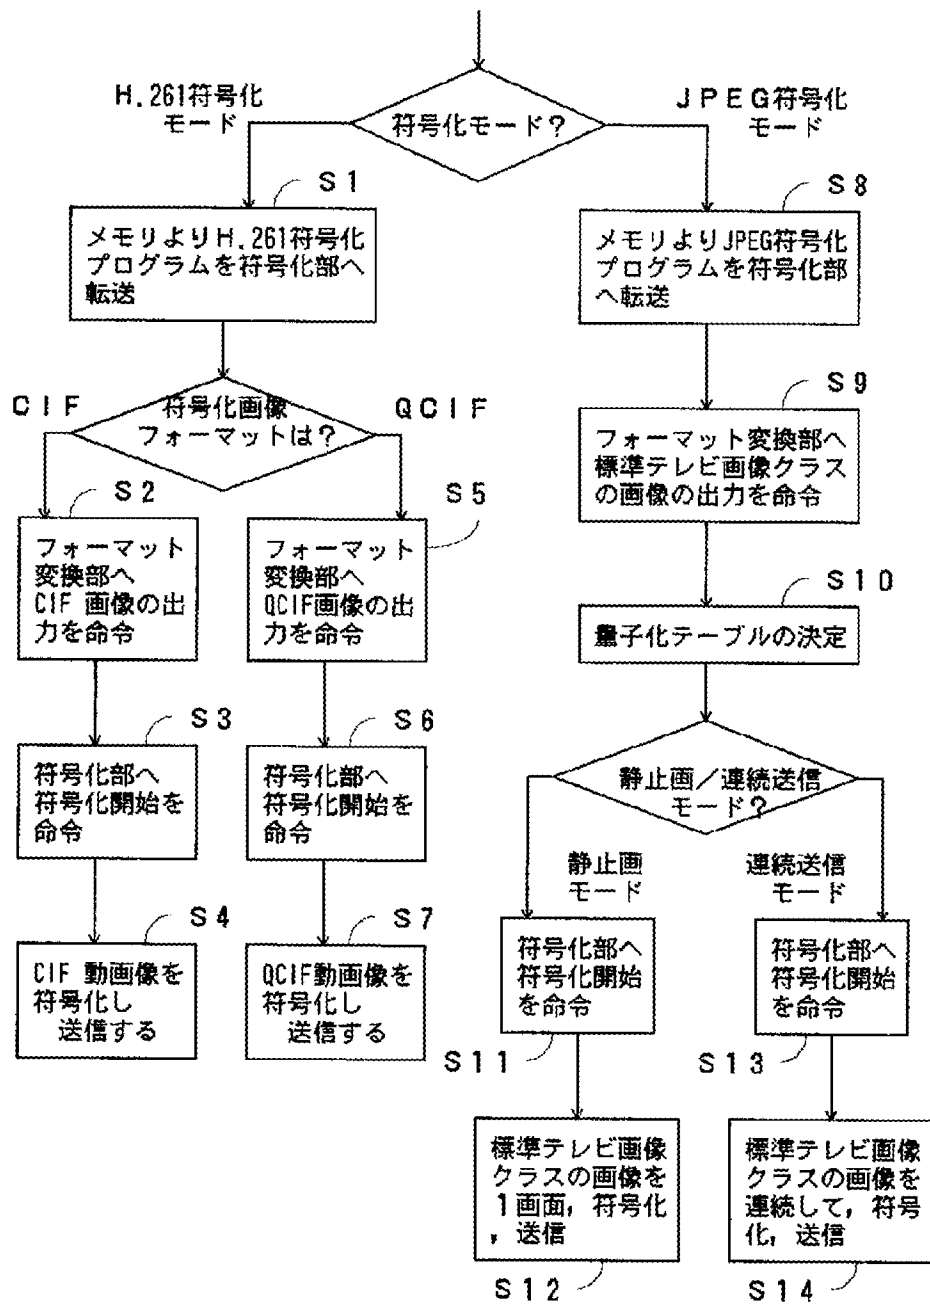 H.261符号化
モード
符号化モード?
JPEG符号化
モード
S1
メモリよりH.261符号化
プログラムを符号化部へ
転送
符号化画像
フォーマットは?
CIF
QCIF
S2
フォーマット
変換部へ
CIF 画像の出
力を命令
S3
符号化部へ
符号化開始を
命令
S4
CIF 動画像を
符号化し
送信する
S5
フォーマット
変換部へ
QCIF画像の出
力を命令
S6
符号化部へ
符号化開始を
命令
S7
QCIF動画像を
符号化し
送信する
S8
メモリよりJPEG符号化
プログラムを符号化部
へ転送
S9
フォーマット変換部へ
標準テレビ画像クラス
の画像の出力を命令
S10
量子化テーブルの決定
静止画/連続送信
モード?
静止画
モード
連続送信
モード
符号化部へ
符号化開始
を命令
S11
標準テレビ画像
クラスの画像を
1画面,符号化
,送信
S12
符号化部へ
符号化開始
を命令
S13
標準テレビ画像
クラスの画像を
連続して,符号
化,送信
S14